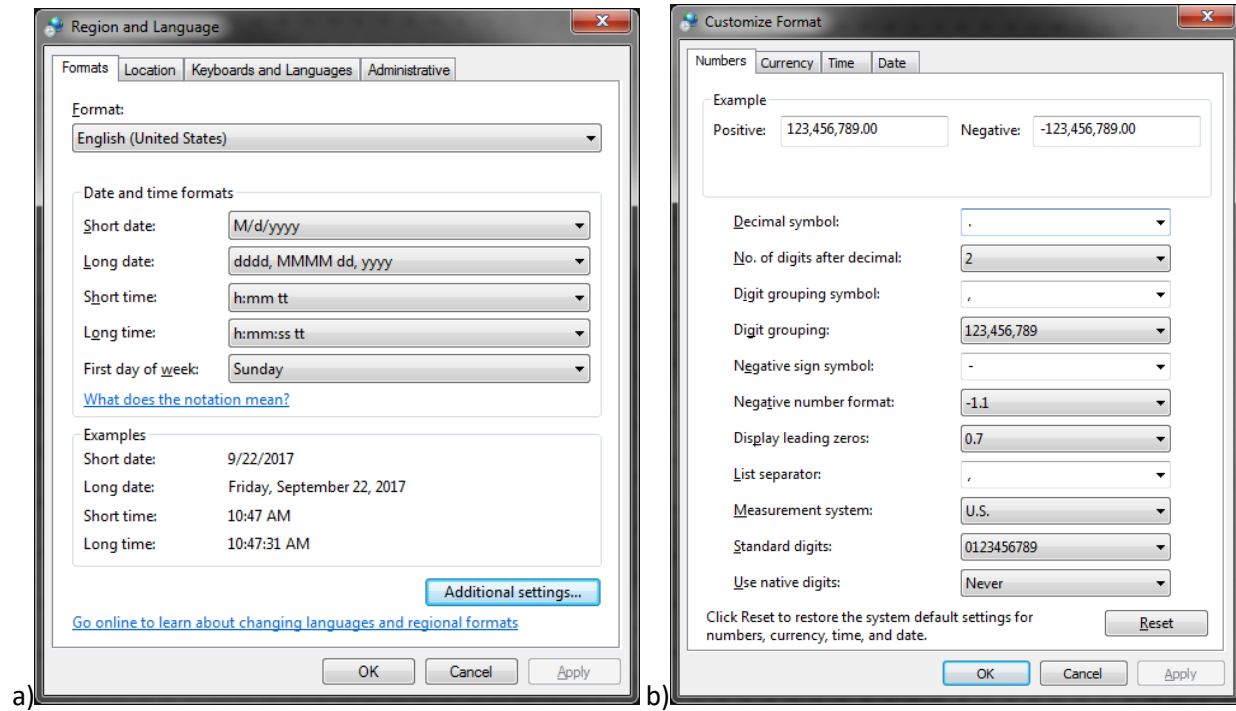 Region and Language
Formats Location Keyboards and Languages Administrative
Format:
English (United States)
Date and time formats
Short date: M/d/yyyy
Long date: dddd, MMMM dd, yyyy
Short time: h:mm tt
Long time: h:mm:ss tt
First day of week: Sunday
What does the notation mean?
Examples
Short date: 9/22/2017
Long date: Friday, September 22, 2017
Short time: 10:47 AM
Long time: 10:47:31 AM
Additional settings...
Go online to learn about changing languages and regional formats
OK Cancel Apply
a)
Customize Format
Numbers Currency Time Date
Example
Positive: 123,456,789.00 Negative: -123,456,789.00
Decimal symbol: .
No. of digits after decimal: 2
Digit grouping symbol: ,
Digit grouping: 123,456,789
Negative sign symbol: -
Negative number format: -1.1
Display leading zeros: 0.7
List separator: ,
Measurement system: U.S.
Standard digits: 0123456789
Use native digits: Never
Click Reset to restore the system default settings for
numbers, currency, time, and date.
Reset
OK Cancel Apply
b)